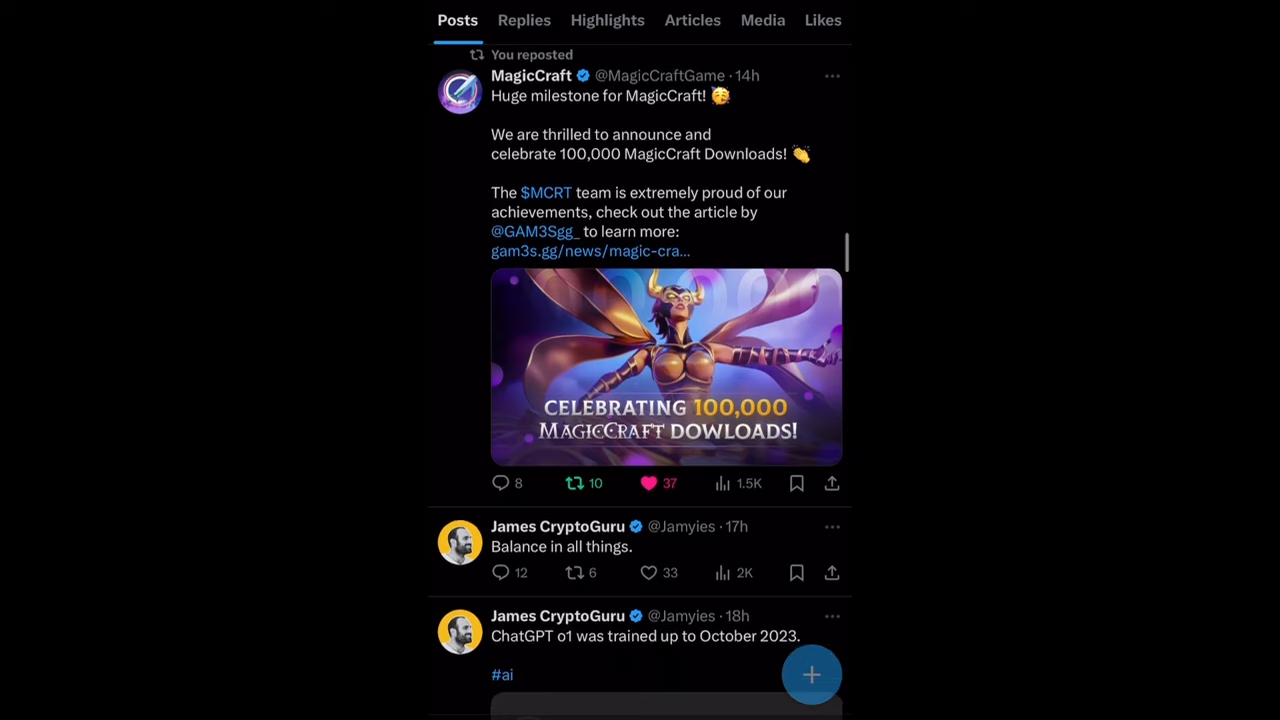 Posts Replies Highlights Articles Media Likes
You reposted
MagicCraft @MagicCraftGame · 14h
Huge milestone for MagicCraft! 🥳
We are thrilled to announce and
celebrate 100,000 MagicCraft Downloads! 👏
The $MCRT team is extremely proud of our
achievements, check out the article by
@GAM3Sgg_ to learn more:
gam3s.gg/news/magic-cra...
CELEBRATING 100,000
MAGICCRAFT DOWLOADS!
8 10 37 1.5K
James CryptoGuru @Jamyies · 17h
Balance in all things.
12 6 33 2K
James CryptoGuru @Jamyies · 18h
ChatGPT o1 was trained up to October 2023.
#ai